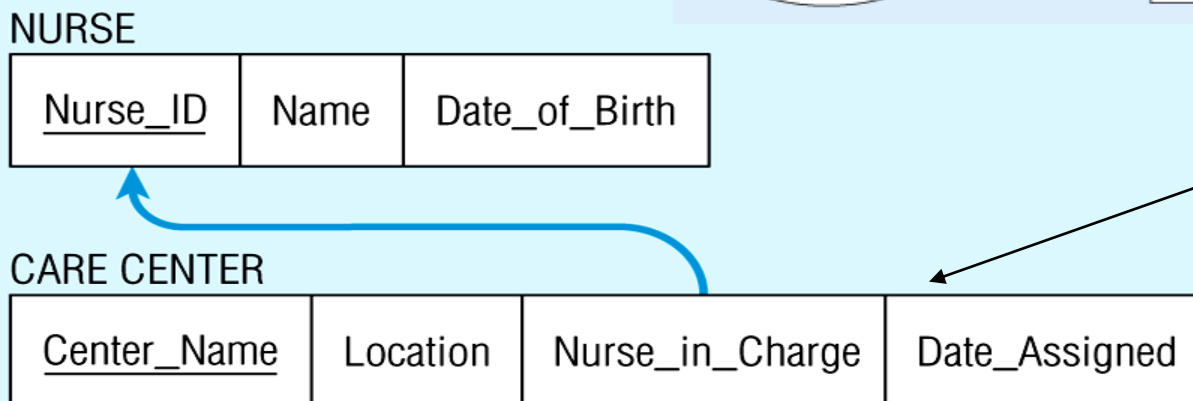 NURSE
Nurse_ID Name Date_of_Birth
CARE CENTER
Center_Name Location Nurse_in_Charge Date_Assigned